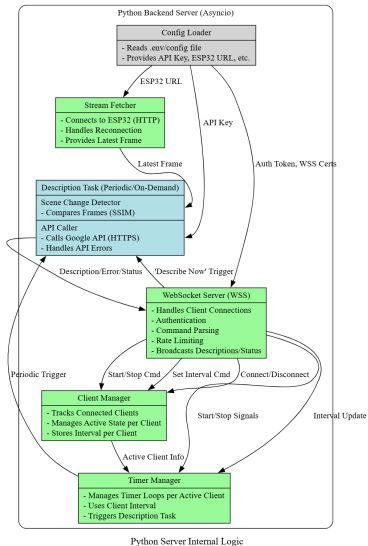 Python Backend Server (Asyncio)
Config Loader
- Reads .env/config file
- Provides API Key, ESP32 URL, etc.
ESP32 URL
Stream Fetcher
- Connects to ESP32 (HTTP)
- Handles Reconnection
- Provides Latest Frame
API Key
Latest Frame
Auth Token, WSS Certs
Description Task (Periodic/On-Demand)
Scene Change Detector
- Compares Frames (SSIM)
API Caller
- Calls Google API (HTTPS)
- Handles API Errors
Description/Error/Status
'Describe Now' Trigger
WebSocket Server (WSS)
- Handles Client Connections
- Authentication
- Command Parsing
- Rate Limiting
- Broadcasts Descriptions/Status
Periodic Trigger
Start/Stop Cmd
Set Interval Cmd
Connect/Disconnect
Client Manager
- Tracks Connected Clients
- Manages Active State per Client
- Stores Interval per Client
Start/Stop Signals
Interval Update
Active Client Info
Timer Manager
- Manages Timer Loops per Active Client
- Uses Client Interval
- Triggers Description Task
Python Server Internal Logic